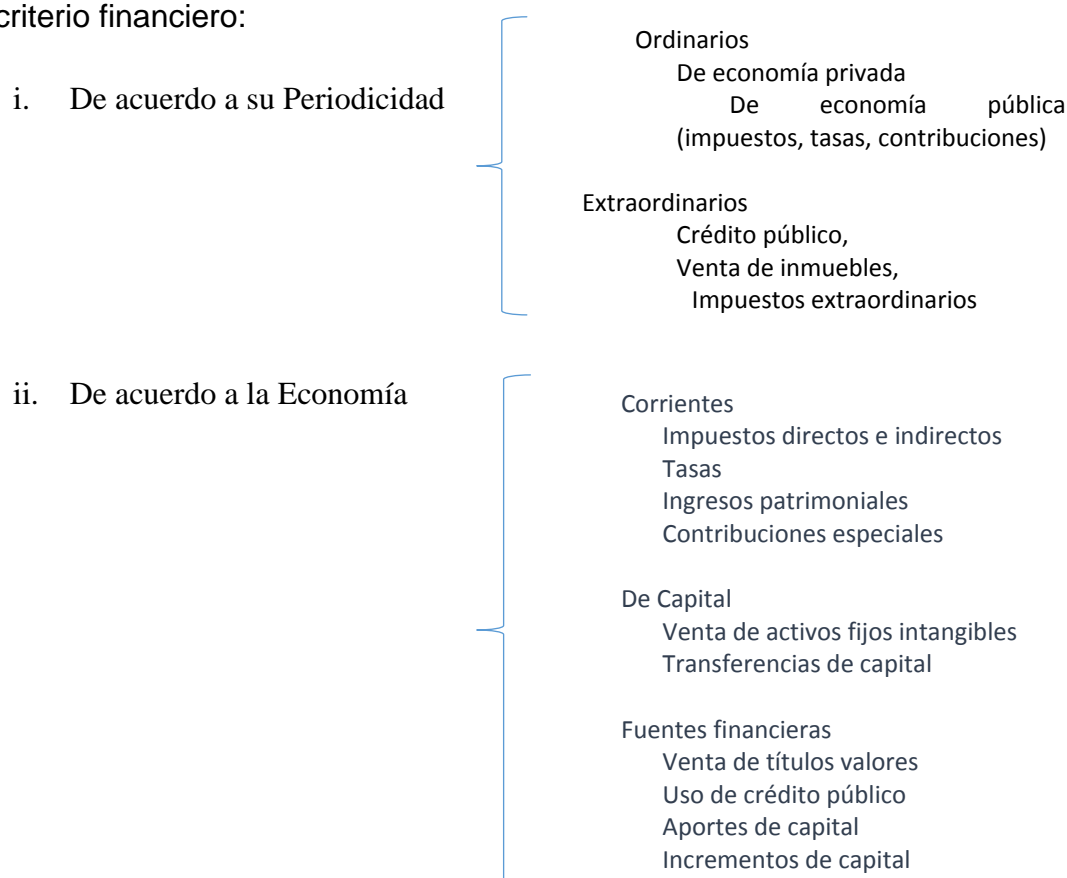 criterio financiero:
i. De acuerdo a su Periodicidad
Ordinarios
De economía privada
De economía pública
(impuestos, tasas, contribuciones)
Extraordinarios
Crédito público,
Venta de inmuebles,
Impuestos extraordinarios
ii. De acuerdo a la Economía
Corrientes
Impuestos directos e indirectos
Tasas
Ingresos patrimoniales
Contribuciones especiales
De Capital
Venta de activos fijos intangibles
Transferencias de capital
Fuentes financieras
Venta de títulos valores
Uso de crédito público
Aportes de capital
Incrementos de capital